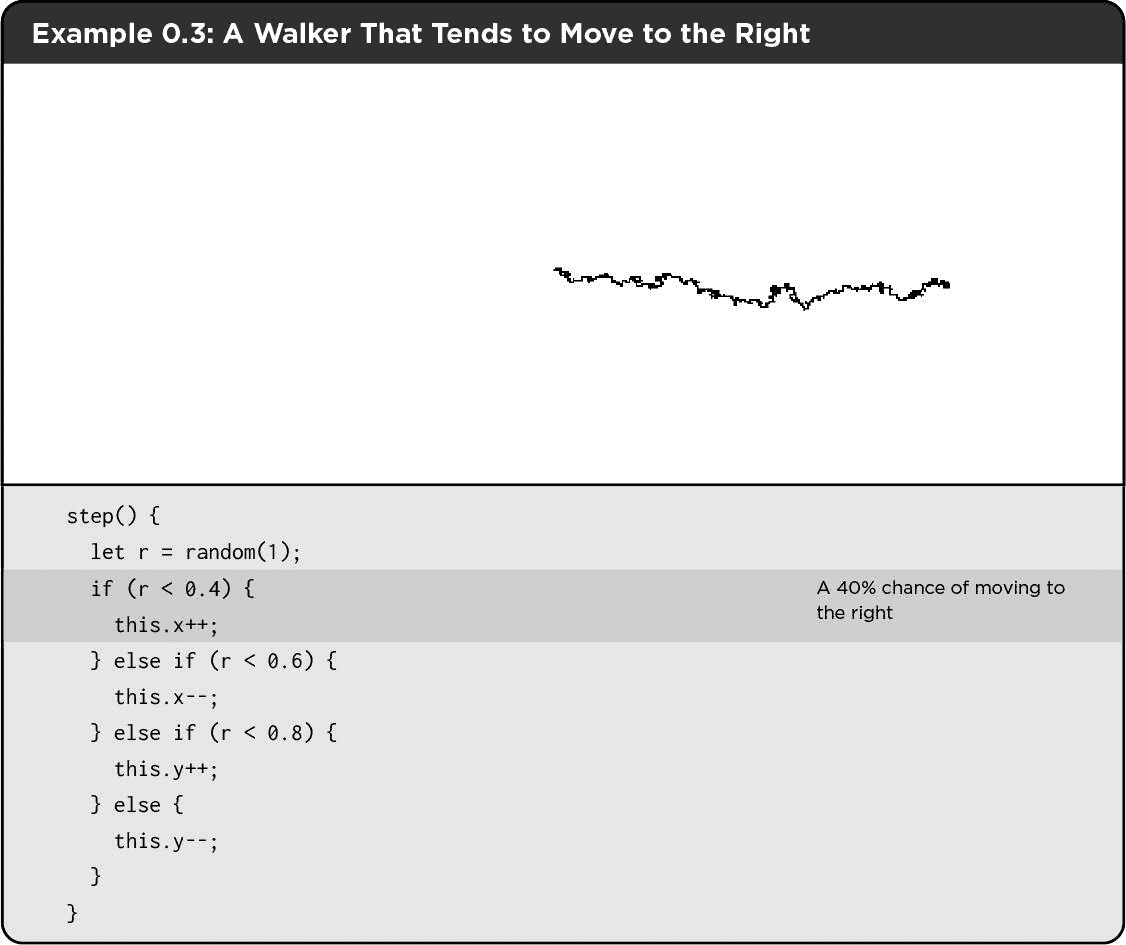 Example 0.3: A Walker That Tends to Move to the Right
step() {
let r = random(1);
if (r < 0.4) {
A 40% chance of moving to
the right
this.x++;
} else if (r < 0.6) {
this.x--;
} else if (r < 0.8) {
this.y++;
} else {
this.y--;
}
}